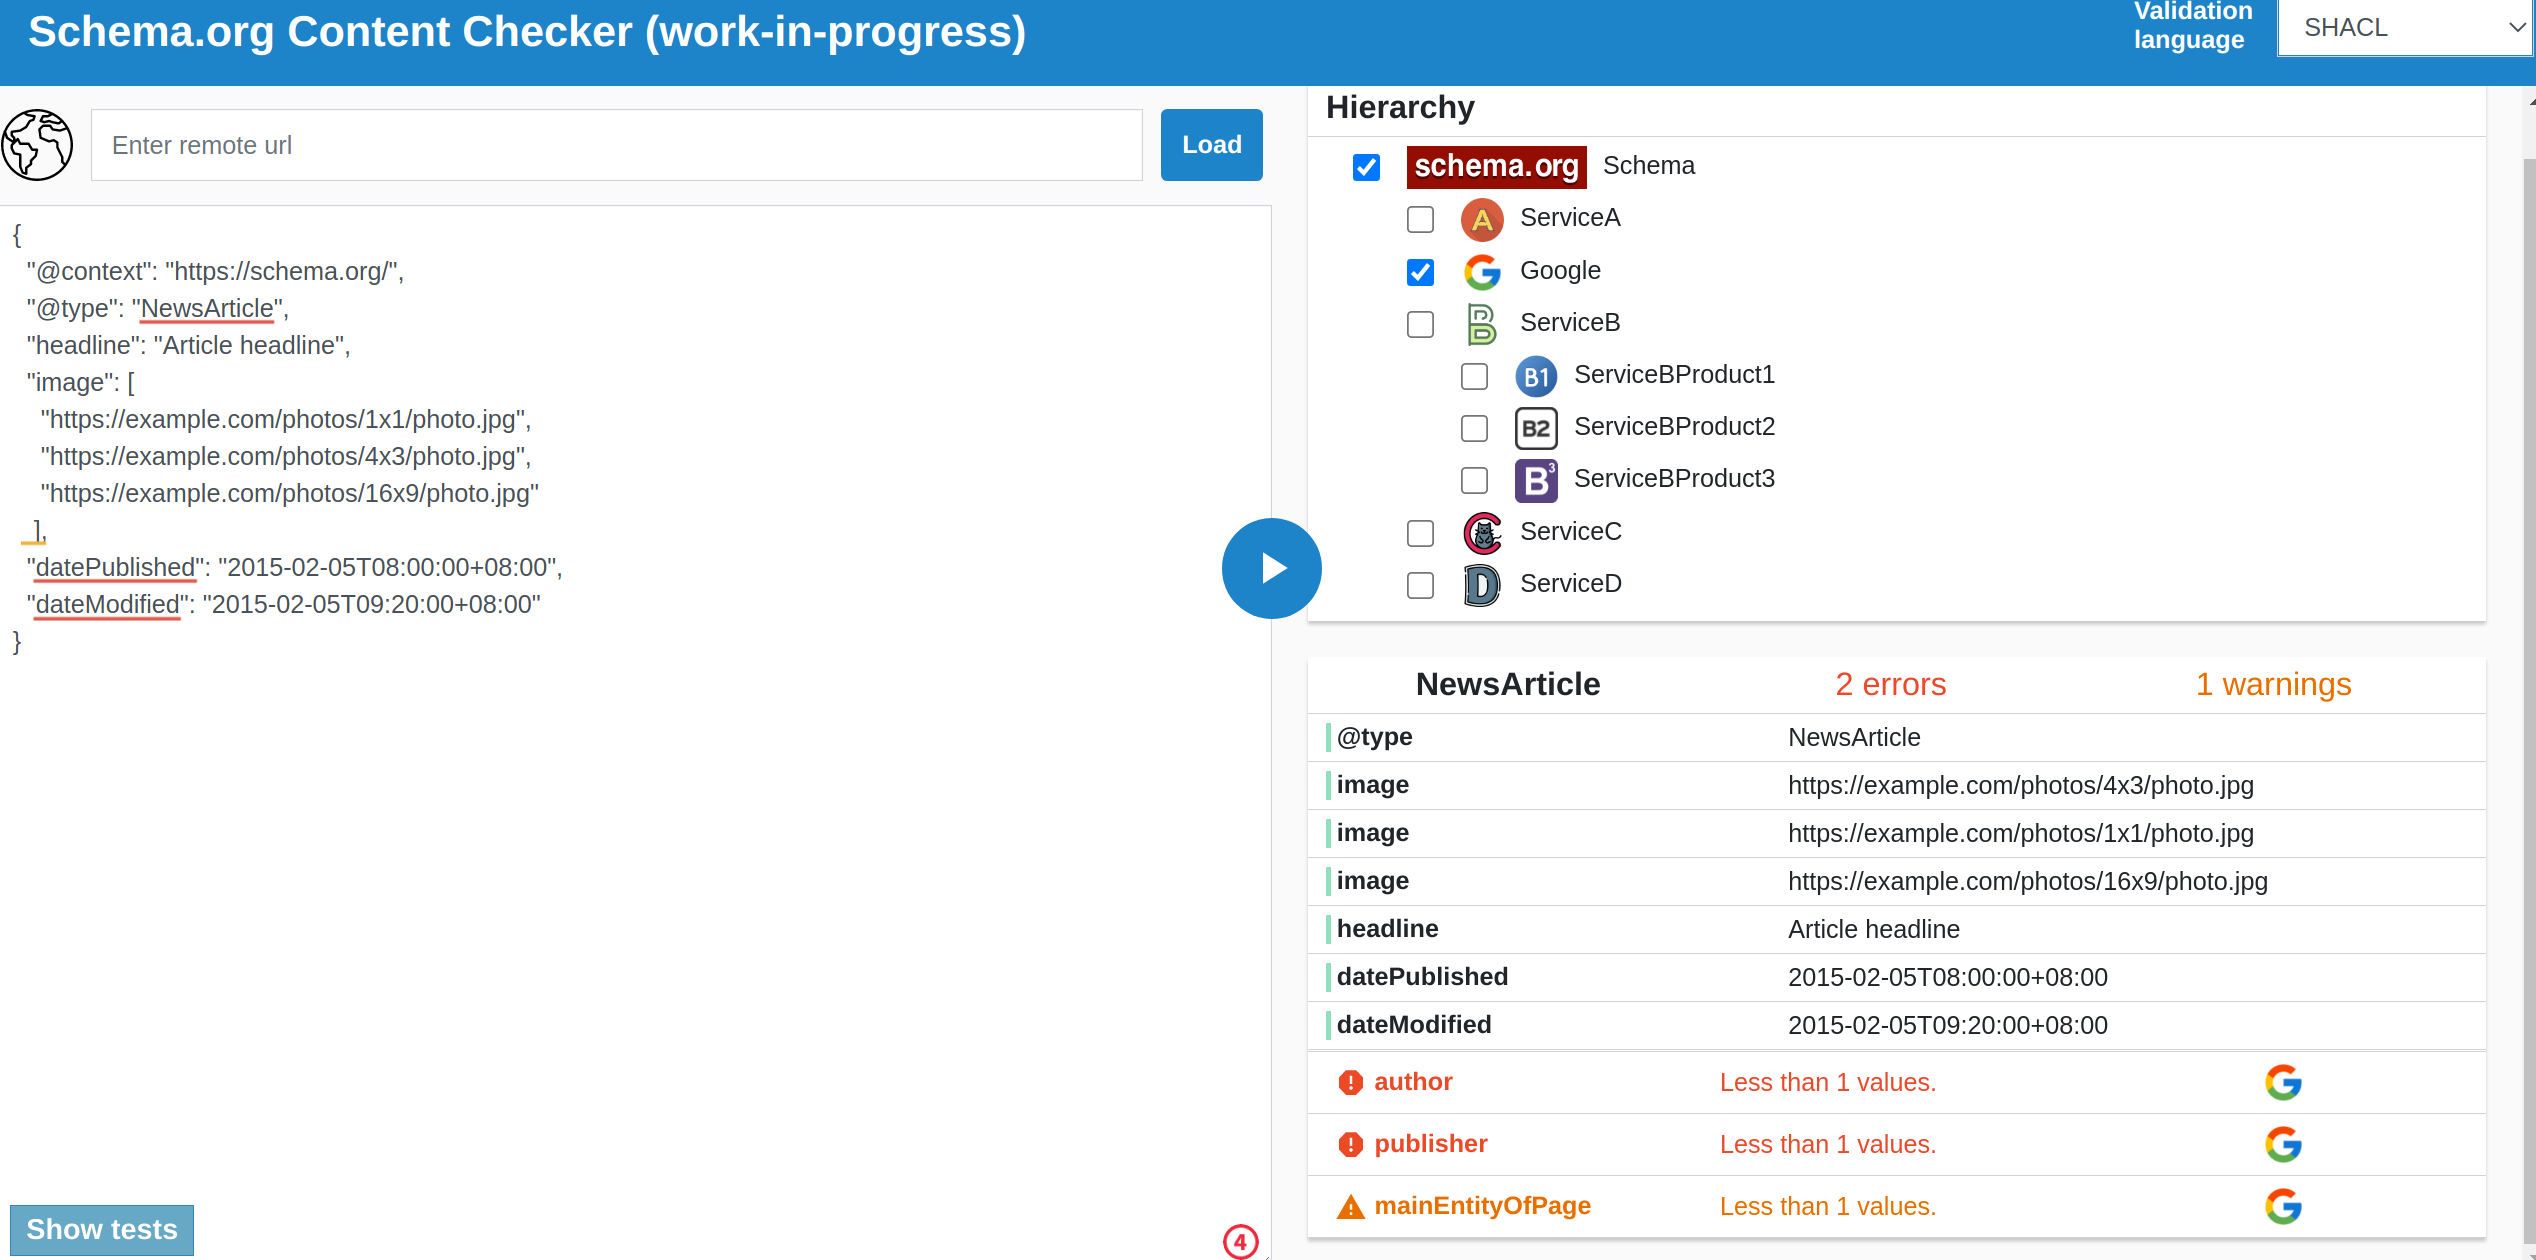 Schema.org Content Checker (work-in-progress)
Validation
language
SHACL
Enter remote url
Load
{
"@context": "https://schema.org/",
"@type": "NewsArticle",
"headline": "Article headline",
"image": [
"https://example.com/photos/1x1/photo.jpg",
"https://example.com/photos/4x3/photo.jpg",
"https://example.com/photos/16x9/photo.jpg"
],
"datePublished": "2015-02-05T08:00:00+08:00",
"dateModified": "2015-02-05T09:20:00+08:00"
}
Show tests
4
Hierarchy
schema.org Schema
A ServiceA
G Google
B ServiceB
B1 ServiceBProduct1
B2 ServiceBProduct2
B3 ServiceBProduct3
C ServiceC
D ServiceD
NewsArticle 2 errors 1 warnings
@type NewsArticle
image https://example.com/photos/4x3/photo.jpg
image https://example.com/photos/1x1/photo.jpg
image https://example.com/photos/16x9/photo.jpg
headline Article headline
datePublished 2015-02-05T08:00:00+08:00
dateModified 2015-02-05T09:20:00+08:00
author Less than 1 values. G
publisher Less than 1 values. G
mainEntityOfPage Less than 1 values. G